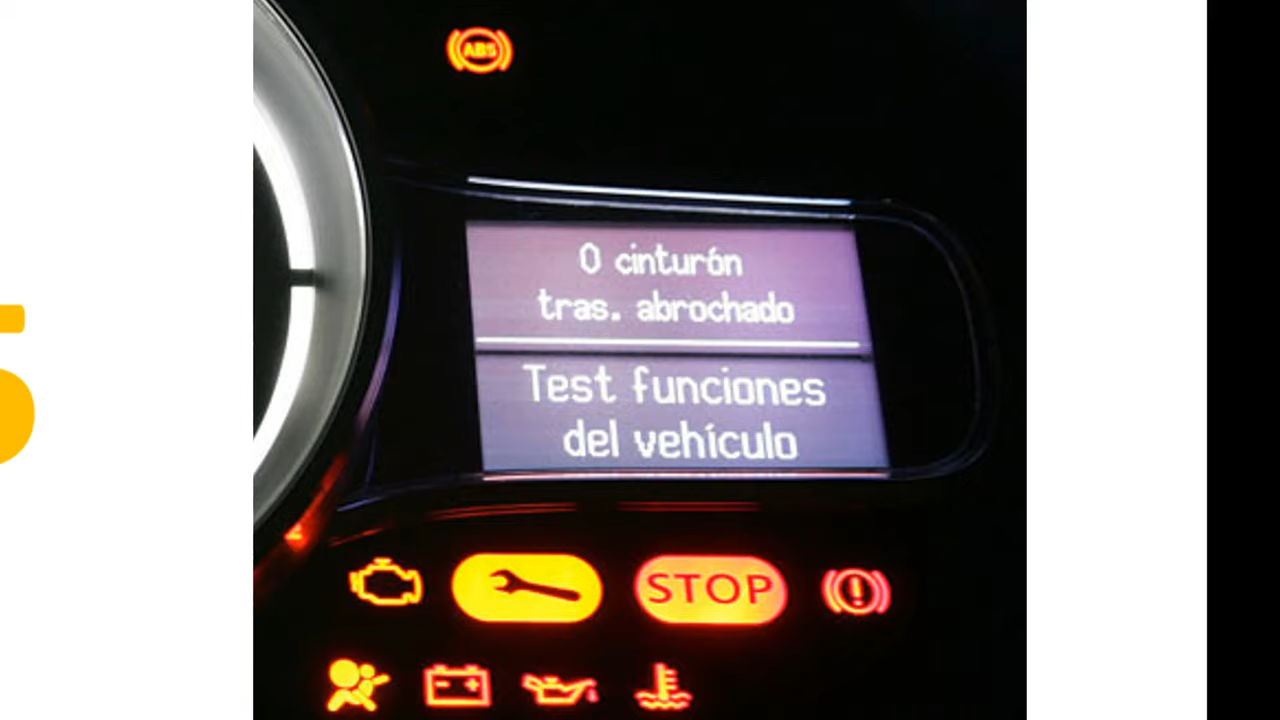 ABS
0 cinturón
tras. abrochado
Test funciones
del vehículo
STOP